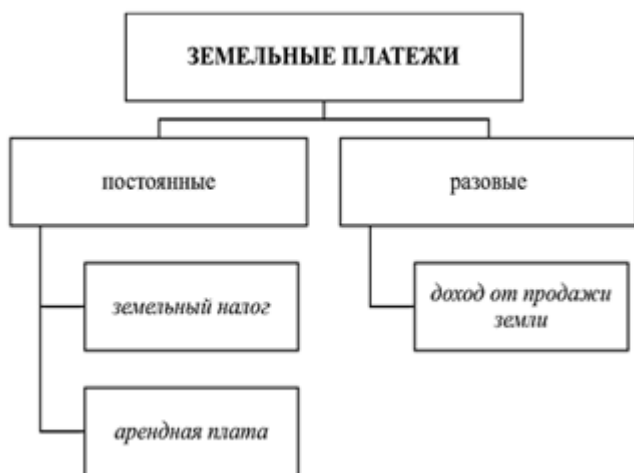 ЗЕМЕЛЬНЫЕ ПЛАТЕЖИ
постоянные
разовые
земельный налог
доход от продажи
земли
арендная плата